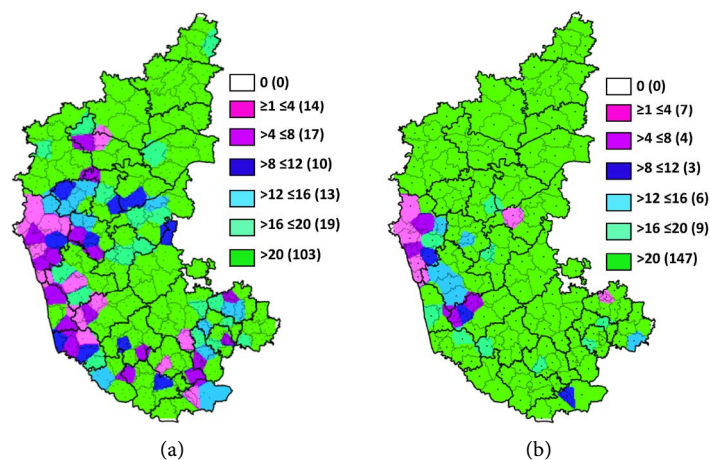 0 (0)
≥1 ≤4 (14)
>4 ≤8 (17)
>8 ≤12 (10)
>12 ≤16 (13)
>16 ≤20 (19)
>20 (103)
(a)
0 (0)
≥1 ≤4 (7)
>4 ≤8 (4)
>8 ≤12 (3)
>12 ≤16 (6)
>16 ≤20 (9)
>20 (147)
(b)